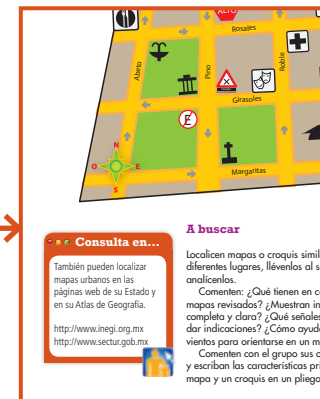 ALTO
Rosales
Abeto
Pino
Roble
Girasoles
E
N
O
E
S
Margaritas
Consulta en...
También pueden localizar
mapas urbanos en las
páginas web de su Estado y
en su Atlas de Geografía.
http://www.inegi.org.mx
http://www.sectur.gob.mx
A buscar
Localicen mapas o croquis simil
diferentes lugares, llévenlos al s
analícenlos.
Comenten: ¿Qué tienen en c
mapas revisados? ¿Muestran in
completa y clara? ¿Qué señales
dar indicaciones? ¿Cómo ayud
vientos para orientarse en un m
Comenten con el grupo sus c
y escriban las características pri
mapa y un croquis en un pliego